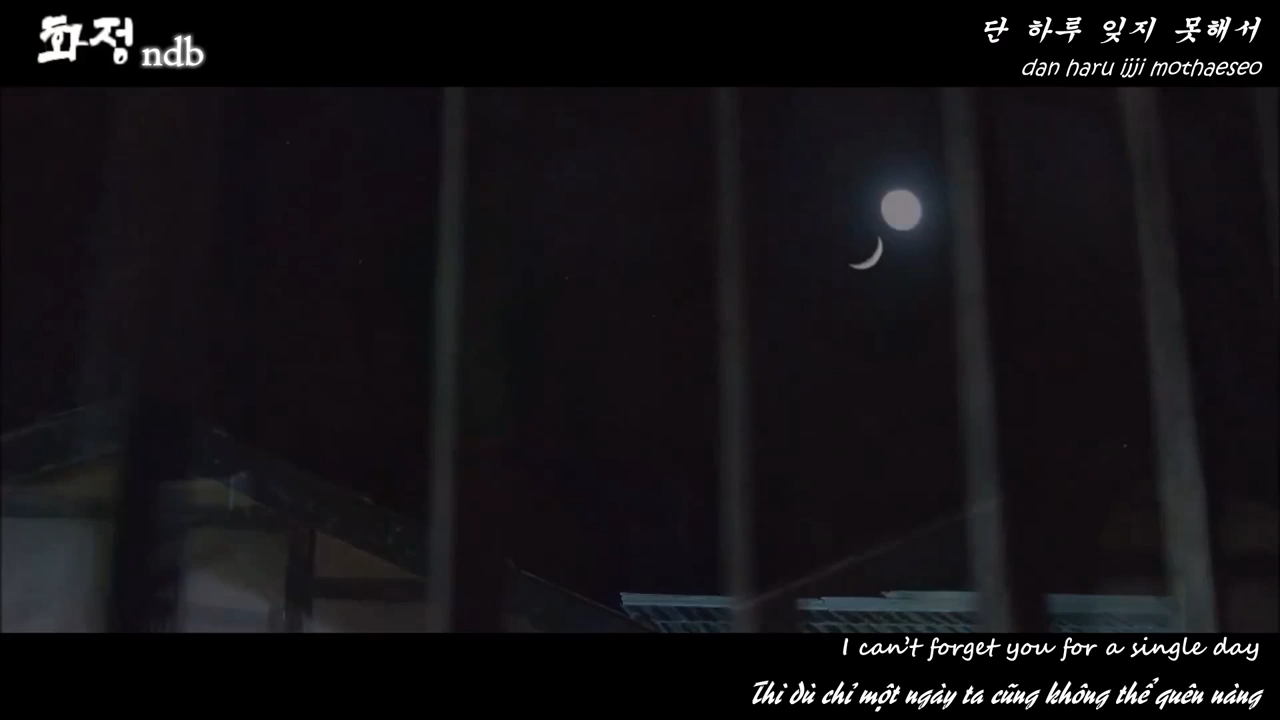 화정 ndb
단 하루 잊지 못해서
dan haru ijji mothaeseo
I can't forget you for a single day
Thì dù chỉ một ngày ta cũng không thể quên nàng